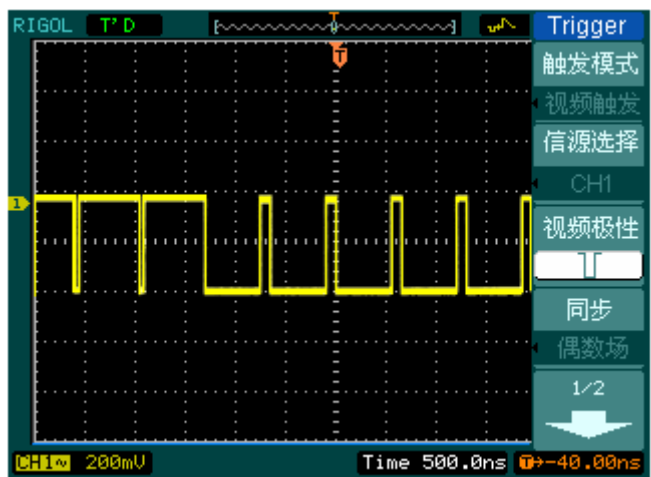 RIGOL T'D
T
Trigger
触发模式
视频触发
信源选择
CH1
视频极性
同步
偶数场
1/2
1
CH1~ 200mV Time 500.0ns T→-40.00ns